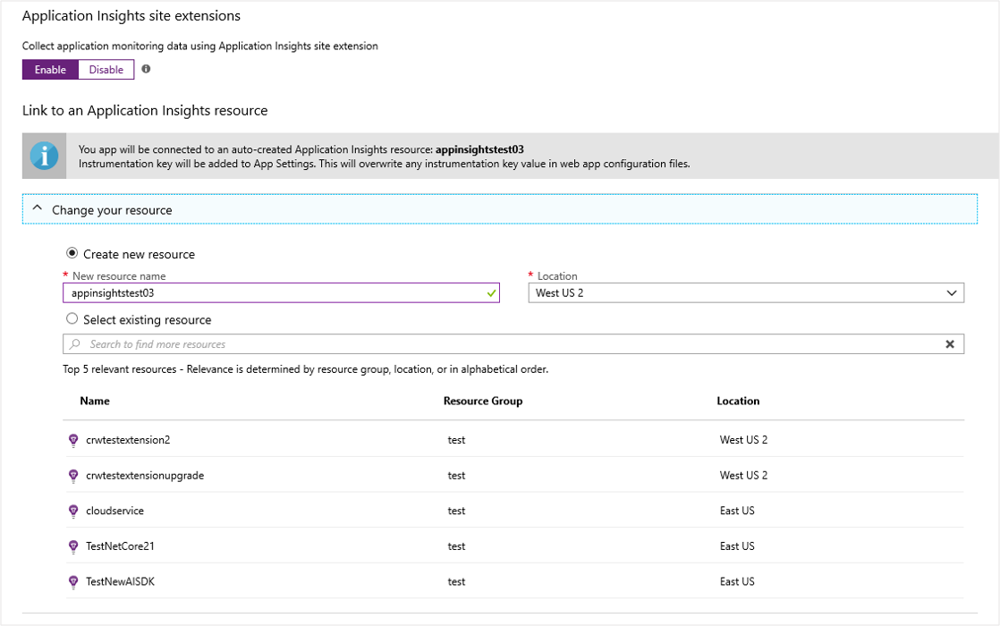 Application Insights site extensions
Collect application monitoring data using Application Insights site extension
Enable Disable
Link to an Application Insights resource
You app will be connected to an auto-created Application Insights resource: appinsightstest03
Instrumentation key will be added to App Settings. This will overwrite any instrumentation key value in web app configuration files.
Change your resource
Create new resource
* New resource name * Location
appinsightstest03 West US 2
Select existing resource
Search to find more resources
Top 5 relevant resources - Relevance is determined by resource group, location, or in alphabetical order.
Name Resource Group Location
crwtestextension2 test West US 2
crwtestextensionupgrade test West US 2
cloudservice test East US
TestNetCore21 test East US
TestNewAISDK test East US